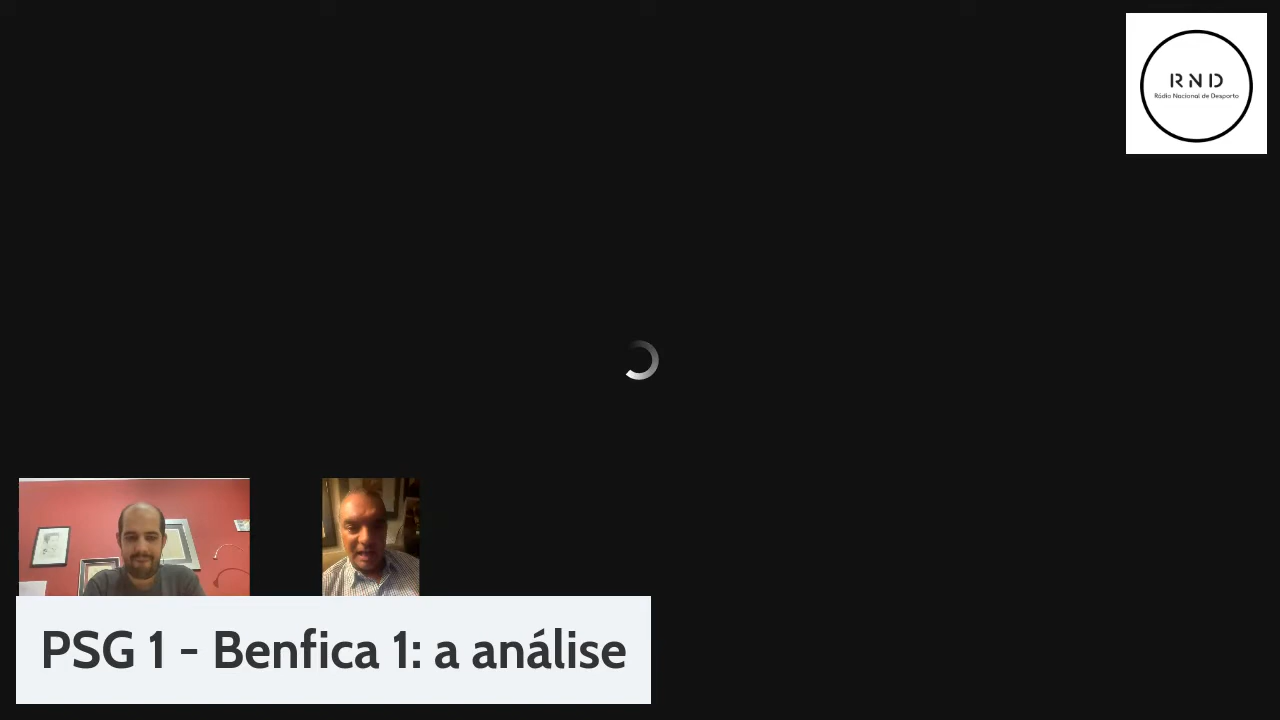 RND
Rádio Nacional de Desporto
PSG 1 - Benfica 1: a análise